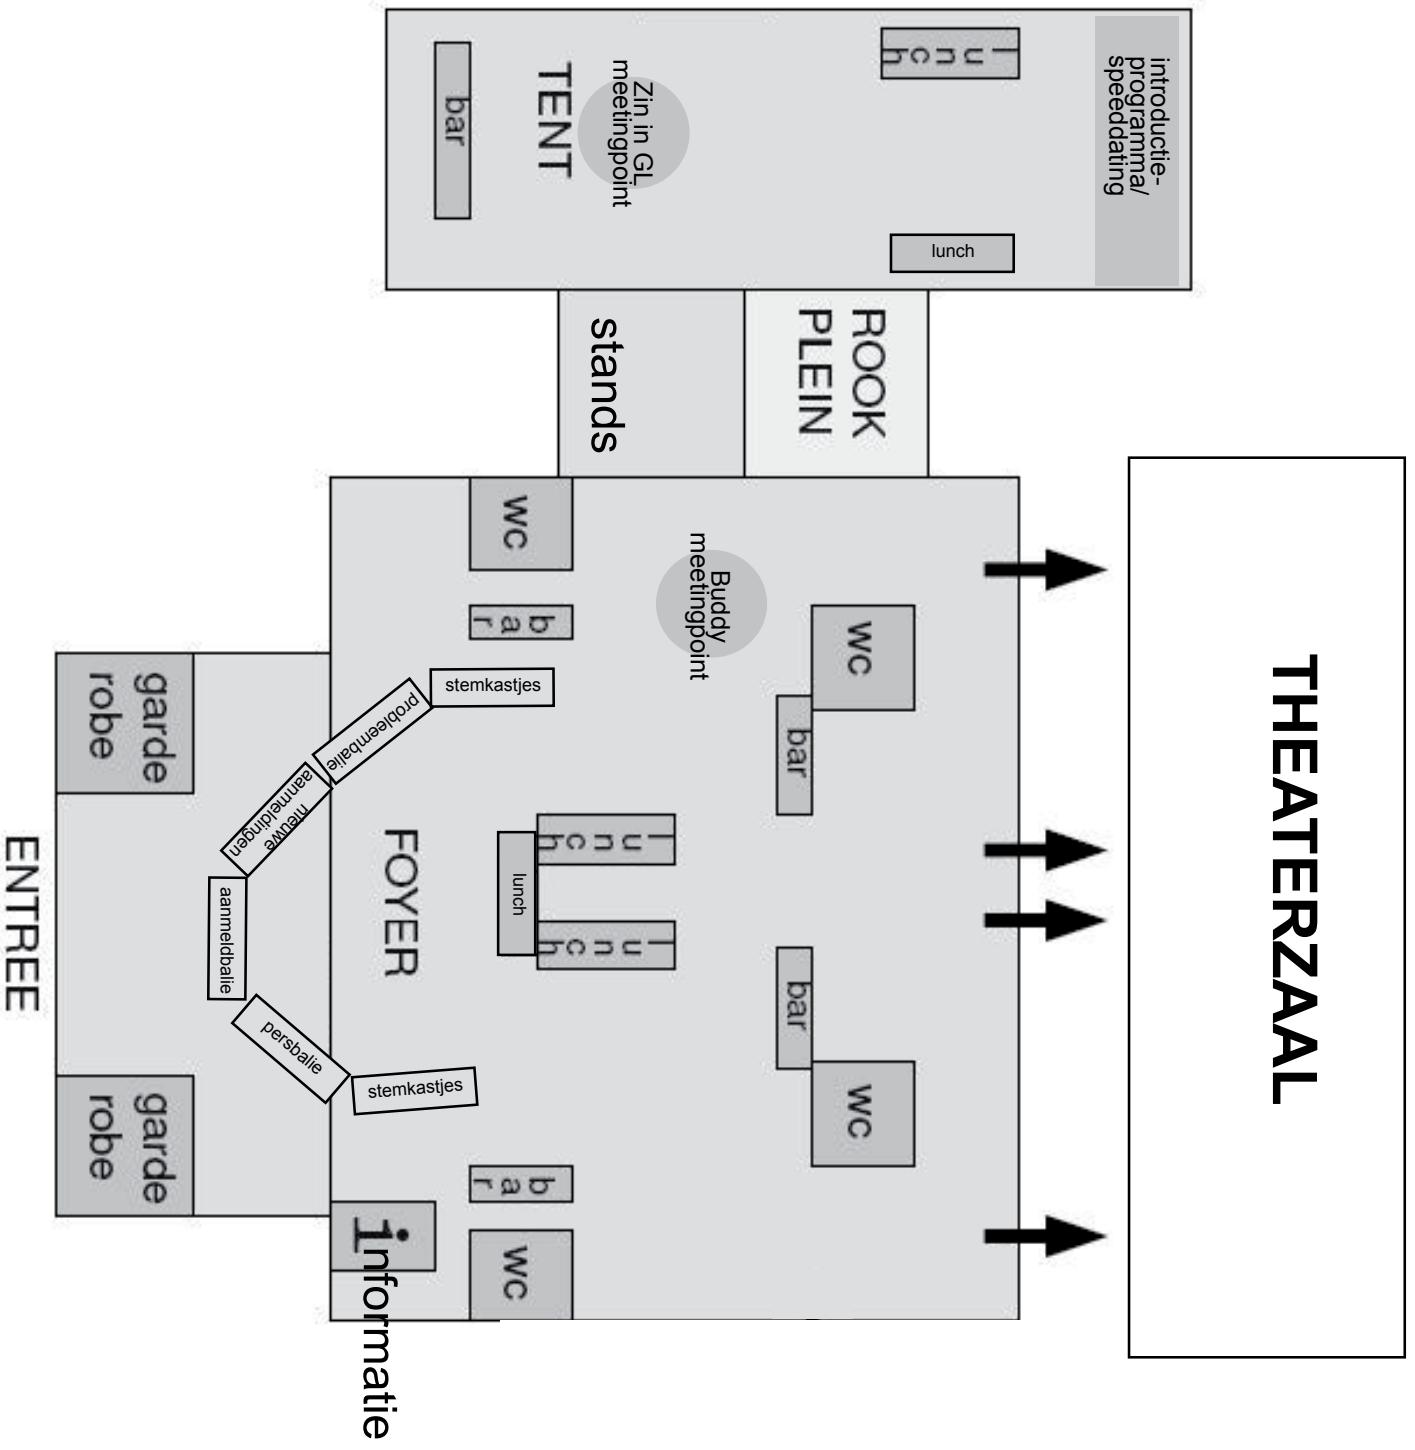 introductie-
programma/
speeddating
lunch
lunch
Zin in GL
meetingpoint
TENT
bar
ROOK
PLEIN
stands
THEATERZAAL
wc
bar
Buddy
meetingpoint
wc
bar
stemkastjes
probleembalie
nieuwe
aanmeldingen
aanmeldbalie
persbalie
stemkastjes
FOYER
lunch
lunch
lunch
bar
wc
bar
wc
i
informatie
garde
robe
garde
robe
ENTREE